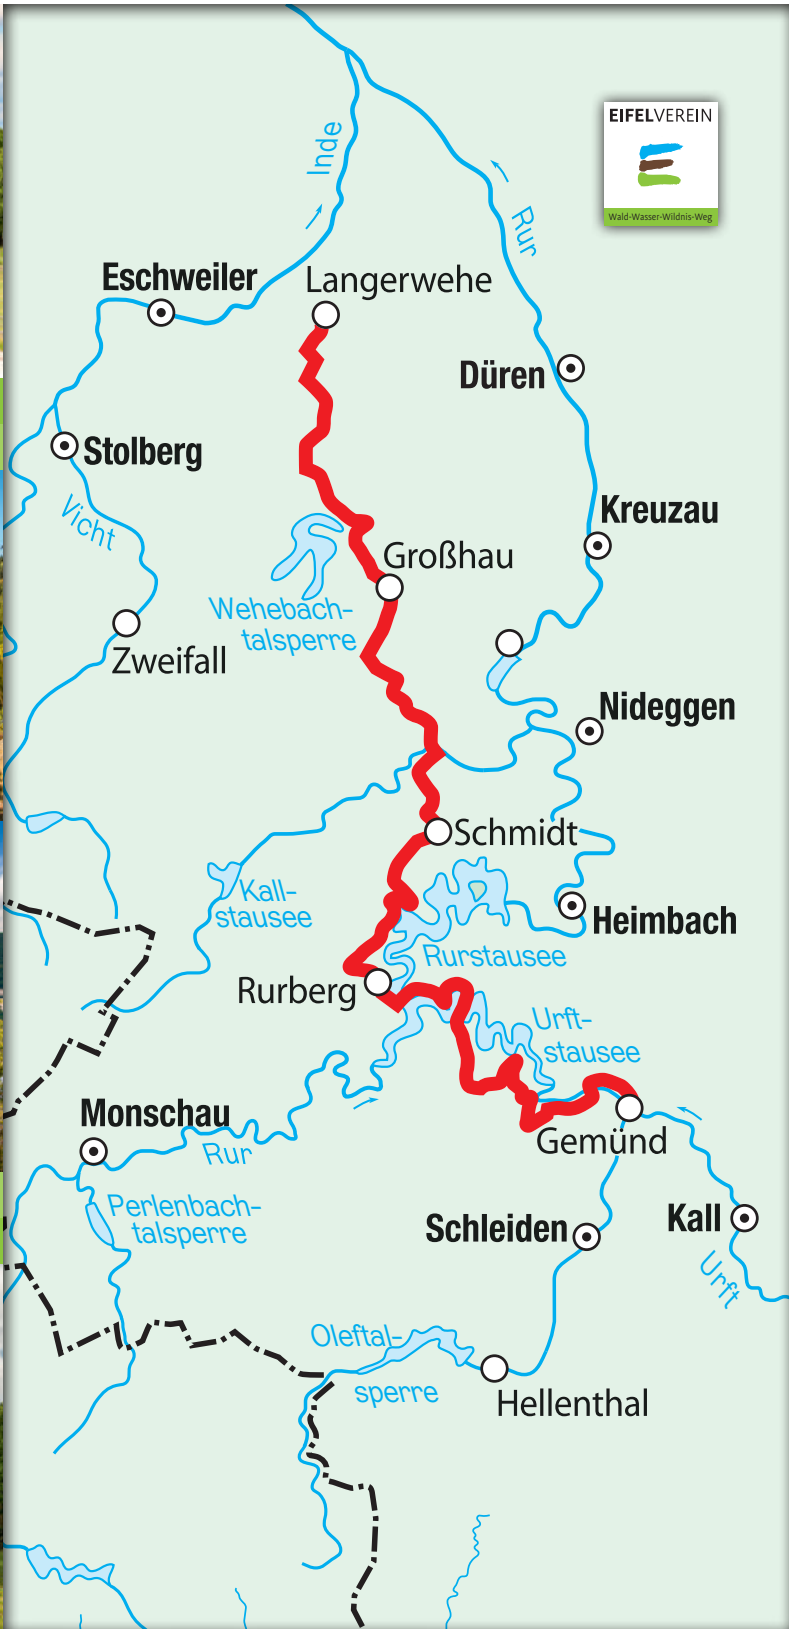 EIFELVEREIN
Wald-Wasser-Wildnis-Weg
Inde
Rur
Eschweiler
Langerwehe
Düren
Stolberg
Vicht
Kreuzau
Großhau
Wehebach-
talsperre
Zweifall
Nideggen
Schmidt
Kall-
stausee
Heimbach
Rurstausee
Rurberg
Urft-
stausee
Monschau
Rur
Gemünd
Perlenbach-
talsperre
Schleiden
Kall
Urft
Oleftal-
sperre
Hellenthal